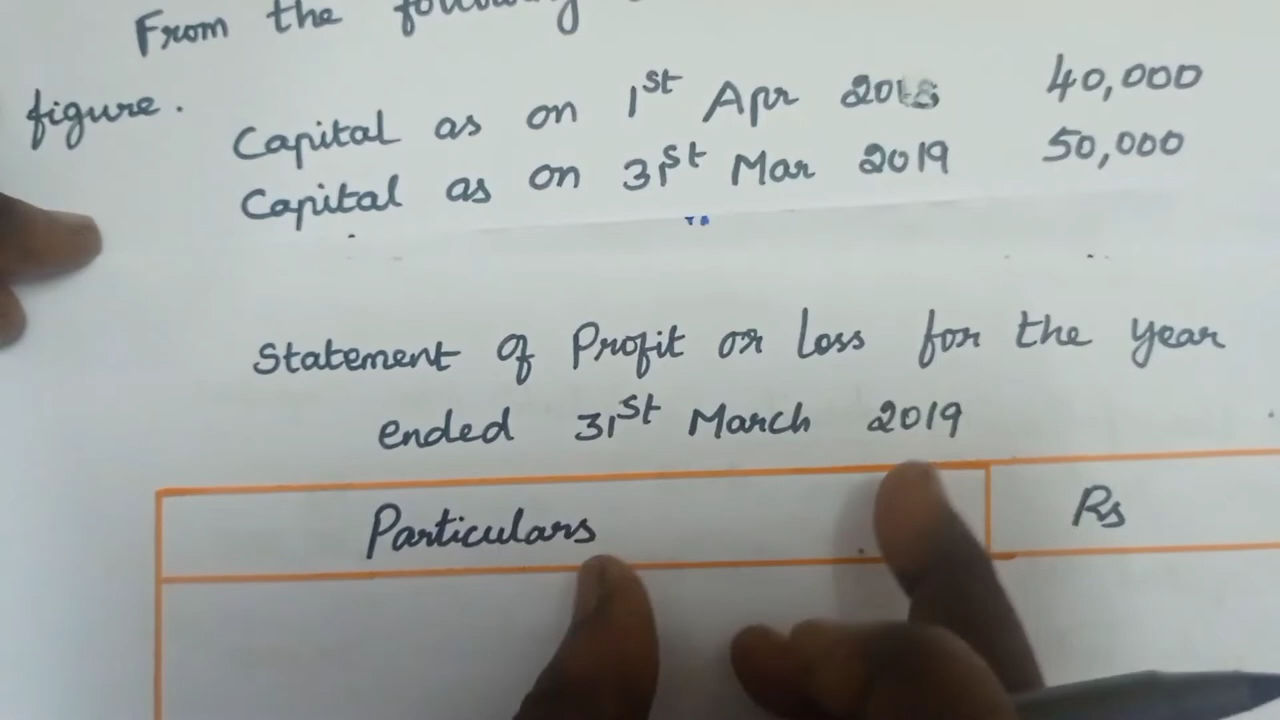 From the following
figure.
Capital as on 1st Apr 2018 40,000
Capital as on 31st Mar 2019 50,000
Statement of Profit or Loss for the year
ended 31st March 2019
Particulars Rs